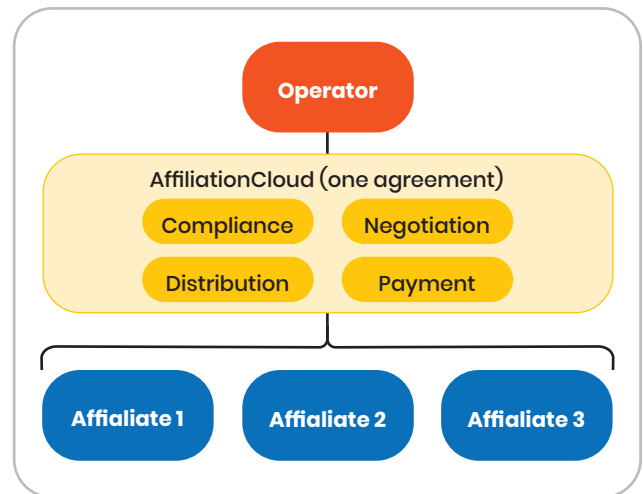 Operator
AffiliationCloud (one agreement)
Compliance
Negotiation
Distribution
Payment
Affialiate 1
Affialiate 2
Affialiate 3